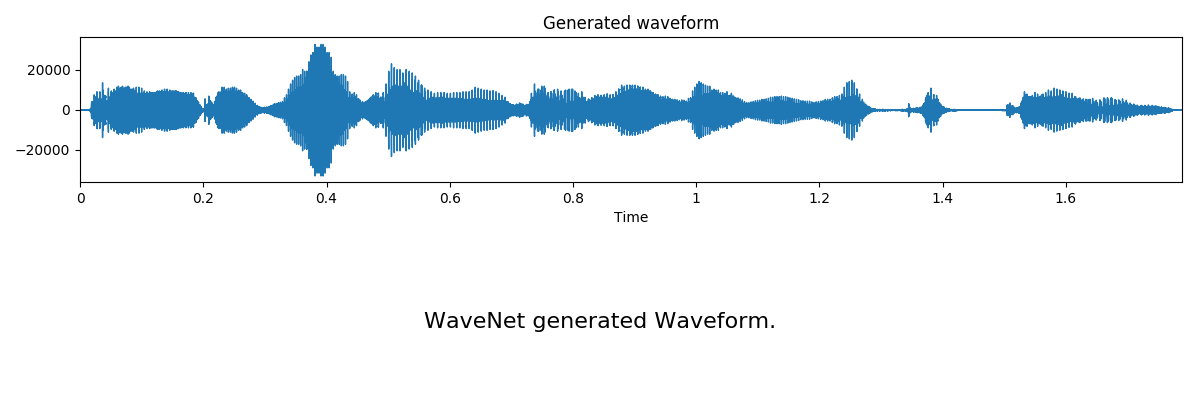 Generated waveform
20000
0
−20000
0 0.2 0.4 0.6 0.8 1 1.2 1.4 1.6
Time
WaveNet generated Waveform.